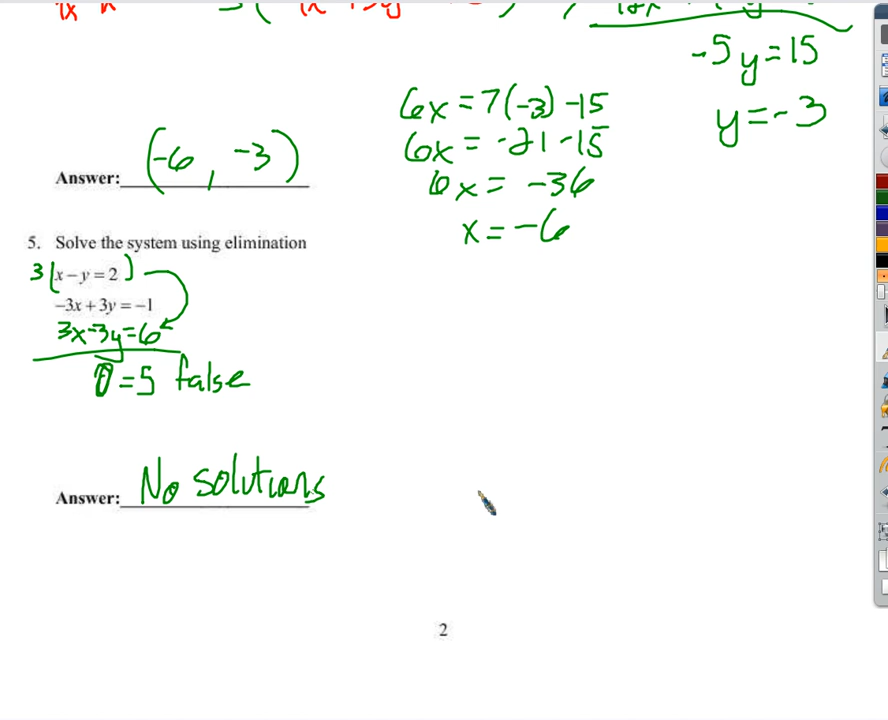 -5y=15
6x=7(-3)-15
y=-3
6x=-21-15
(-6, -3)
Answer:
6x=-36
x=-6
5. Solve the system using elimination
3(x-y=2)
-3x+3y=-1
3x-3y=6
0=5 false
Answer: No solutions
2